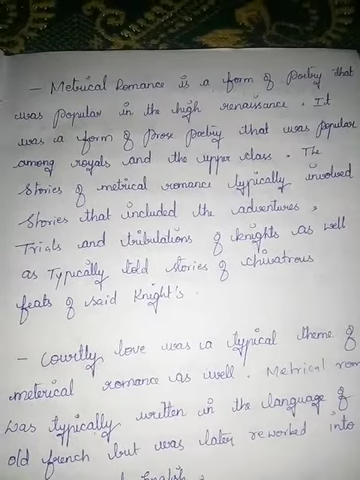 - Metrical Romance is a form of Poetry that
was Popular in the high renaissance. It
was a form of Prose Poetry that was Popular
among royals and the upper class. The
Stories of metrical romance typically involved
Stories that included the adventures,
Trials and tribulations of knights as well
as Typically told stories of chivatrous
feats of said Knight's.
- Courtly love was a typical theme of
meterical romance as well. Metrical rom
was typically written in the language of
old french but was later reworked into
English.